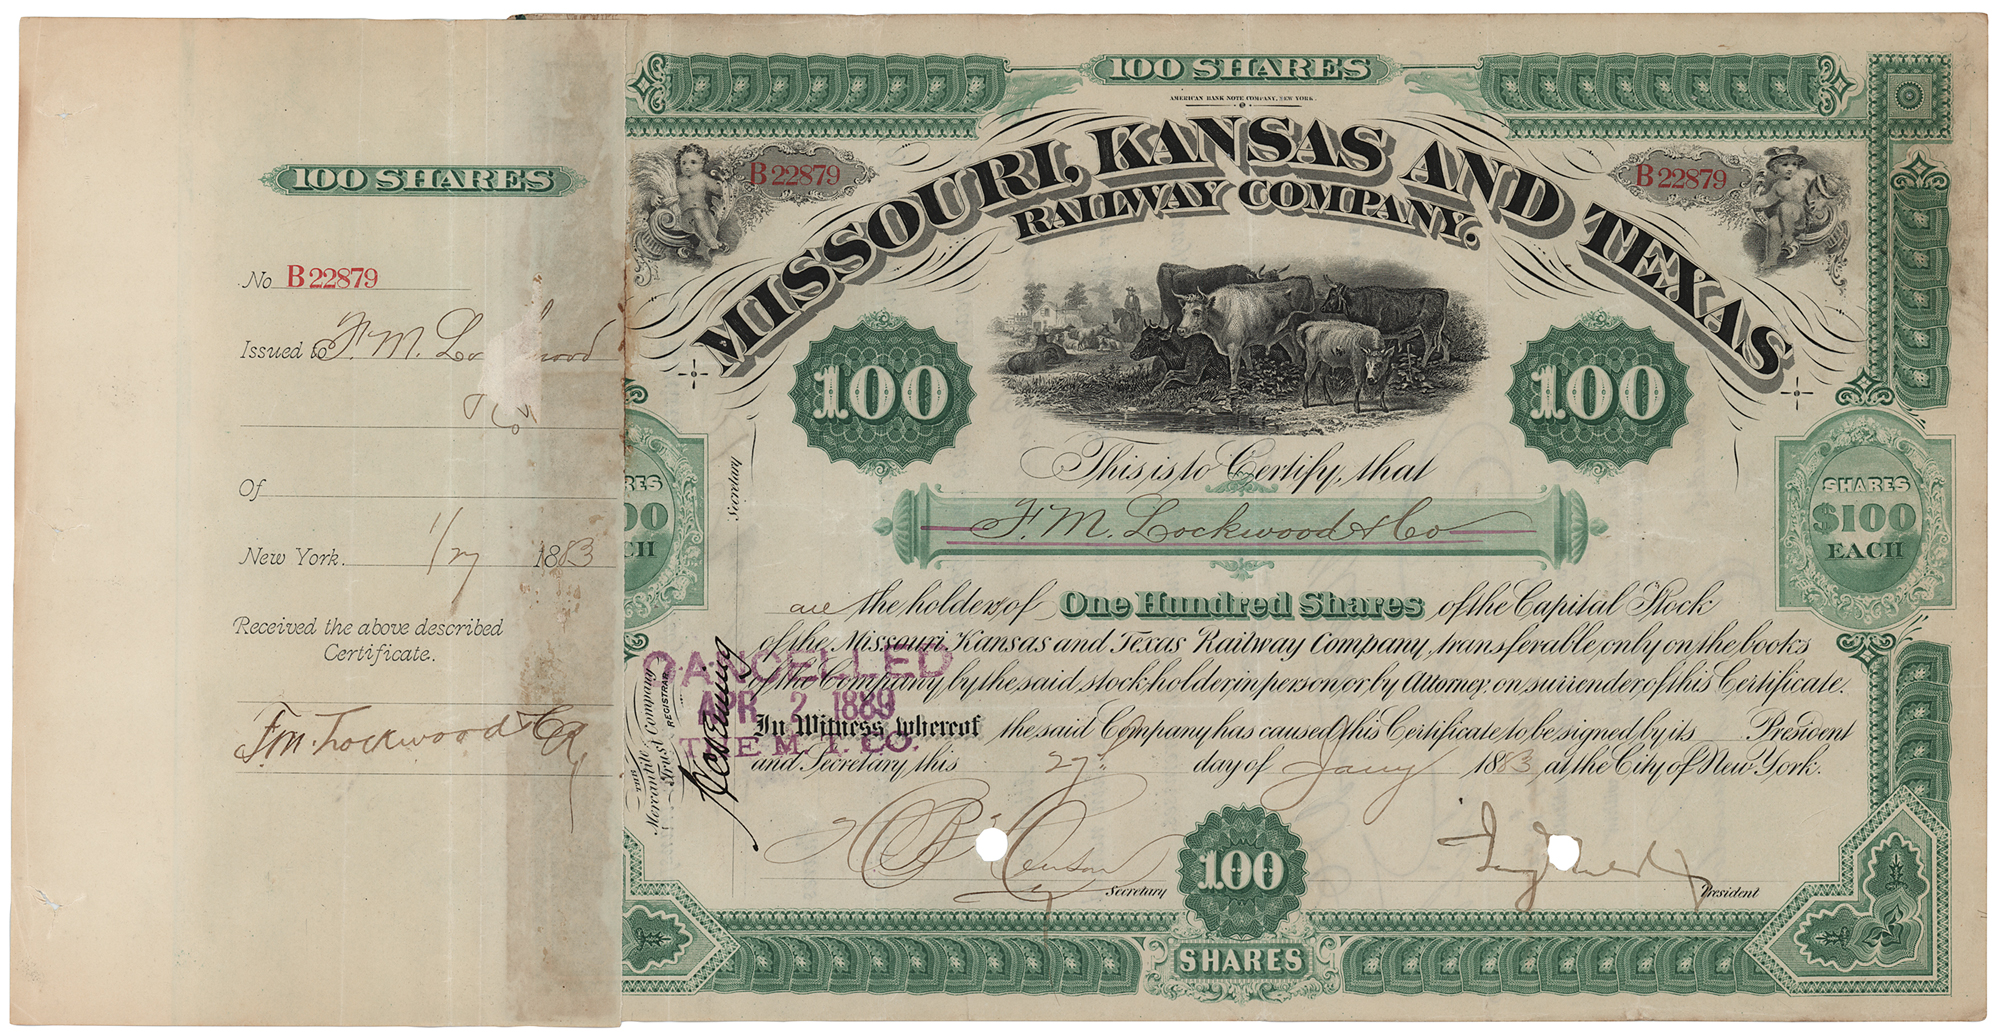 100 SHARES
No B22879
Issued to F. M. Lockwood
& Co
Of
New York. 1/27 1883
Received the above described
Certificate.
F. M. Lockwood & Co
100 SHARES
AMERICAN BANK NOTE COMPANY, NEW YORK.
B22879
B22879
MISSOURI, KANSAS AND TEXAS
RAILWAY COMPANY.
100
100
This is to Certify, that
F. M. Lockwood & Co
RES
00
CH
SHARES
$100
EACH
are the holders of One Hundred Shares of the Capital Stock
of the Missouri Kansas and Texas Railway Company, transferable only on the books
of the Company by the said stockholder in person, or by Attorney, on surrender of this Certificate.
In Witness whereof the said Company has caused this Certificate to be signed by its President
and Secretary, this 27th day of Jany 1883, at the City of New York.
CANCELLED
APR 2 1889
THE M. T. CO.
THE
Mercantile Trust Company
REGISTRAR
Secretary
Secretary
President
100
SHARES